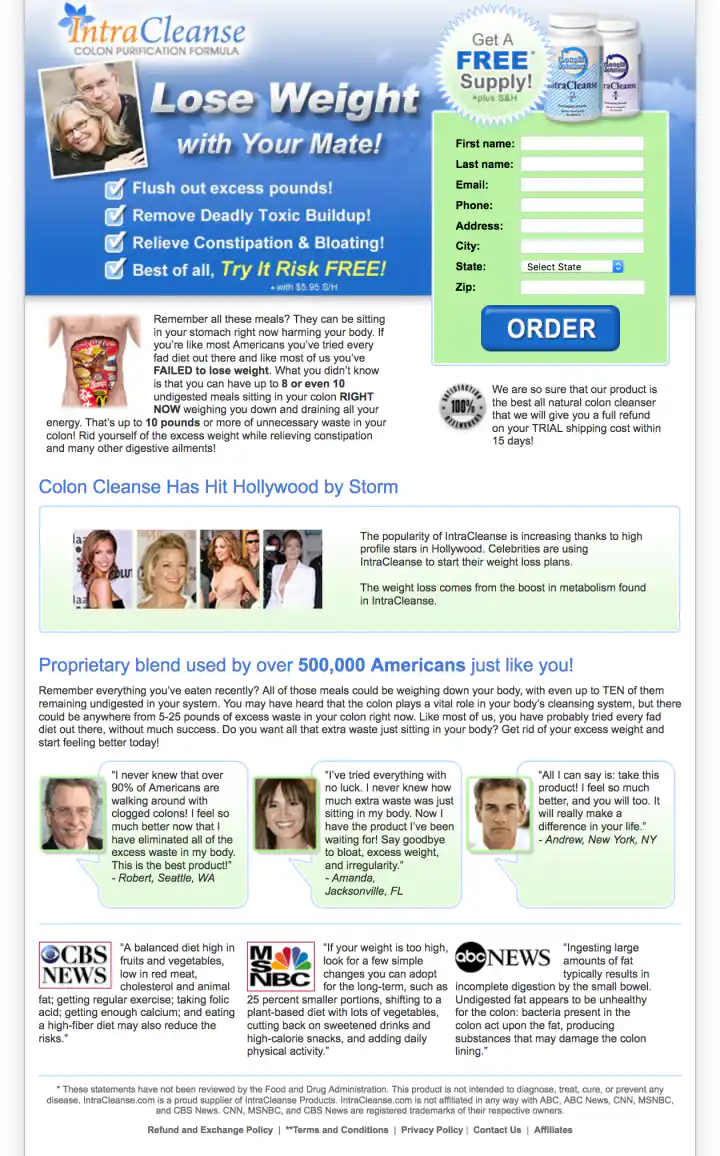 IntraCleanse
COLON PURIFICATION FORMULA
Lose Weight
with Your Mate!
Flush out excess pounds!
Remove Deadly Toxic Buildup!
Relieve Constipation & Bloating!
Best of all, Try It Risk FREE!
• with $5.95 S/H
Get A
FREE*
Supply!
*plus S&H
First name:
Last name:
Email:
Phone:
Address:
City:
State: Select State
Zip:
ORDER
Remember all these meals? They can be sitting
in your stomach right now harming your body. If
you're like most Americans you've tried every
fad diet out there and like most of us you've
FAILED to lose weight. What you didn't know
is that you can have up to 8 or even 10
undigested meals sitting in your colon RIGHT
NOW weighing you down and draining all your
energy. That's up to 10 pounds or more of unnecessary waste in your
colon! Rid yourself of the excess weight while relieving constipation
and many other digestive ailments!
SATISFACTION
100%
We are so sure that our product is
the best all natural colon cleanser
that we will give you a full refund
on your TRIAL shipping cost within
15 days!
Colon Cleanse Has Hit Hollywood by Storm
The popularity of IntraCleanse is increasing thanks to high
profile stars in Hollywood. Celebrities are using
IntraCleanse to start their weight loss plans.
The weight loss comes from the boost in metabolism found
in IntraCleanse.
Proprietary blend used by over 500,000 Americans just like you!
Remember everything you've eaten recently? All of those meals could be weighing down your body, with even up to TEN of them
remaining undigested in your system. You may have heard that the colon plays a vital role in your body's cleansing system, but there
could be anywhere from 5-25 pounds of excess waste in your colon right now. Like most of us, you have probably tried every fad
diet out there, without much success. Do you want all that extra waste just sitting in your body? Get rid of your excess weight and
start feeling better today!
"I never knew that over
90% of Americans are
walking around with
clogged colons! I feel so
much better now that I
have eliminated all of the
excess waste in my body.
This is the best product!"
- Robert, Seattle, WA
"I've tried everything with
no luck. I never knew how
much extra waste was just
sitting in my body. Now I
have the product I've been
waiting for! Say goodbye
to bloat, excess weight,
and irregularity."
- Amanda,
Jacksonville, FL
"All I can say is: take this
product! I feel so much
better, and you will too. It
will really make a
difference in your life."
- Andrew, New York, NY
CBS
NEWS
"A balanced diet high in
fruits and vegetables,
low in red meat,
cholesterol and animal
fat; getting regular exercise; taking folic
acid; getting enough calcium; and eating
a high-fiber diet may also reduce the
risks."
MSNBC
"If your weight is too high,
look for a few simple
changes you can adopt
for the long-term, such as
25 percent smaller portions, shifting to a
plant-based diet with lots of vegetables,
cutting back on sweetened drinks and
high-calorie snacks, and adding daily
physical activity."
abc NEWS
"Ingesting large
amounts of fat
typically results in
incomplete digestion by the small bowel.
Undigested fat appears to be unhealthy
for the colon: bacteria present in the
colon act upon the fat, producing
substances that may damage the colon
lining."
* These statements have not been reviewed by the Food and Drug Administration. This product is not intended to diagnose, treat, cure, or prevent any
disease. IntraCleanse.com is a proud supplier of IntraCleanse Products. IntraCleanse.com is not affiliated in any way with ABC, ABC News, CNN, MSNBC,
and CBS News. CNN, MSNBC, and CBS News are registered trademarks of their respective owners.
Refund and Exchange Policy | **Terms and Conditions | Privacy Policy | Contact Us | Affiliates